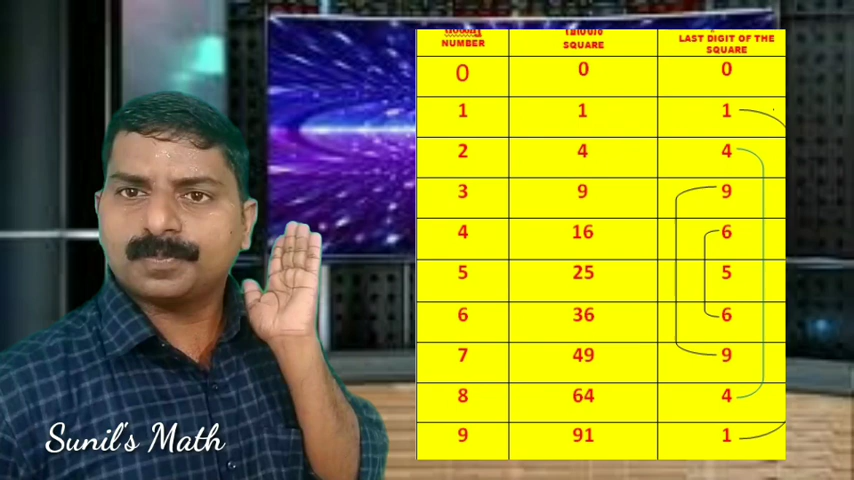 NUMBER SQUARE LAST DIGIT OF THE SQUARE
0 0 0
1 1 1
2 4 4
3 9 9
4 16 6
5 25 5
6 36 6
7 49 9
8 64 4
9 91 1
Sunil's Math